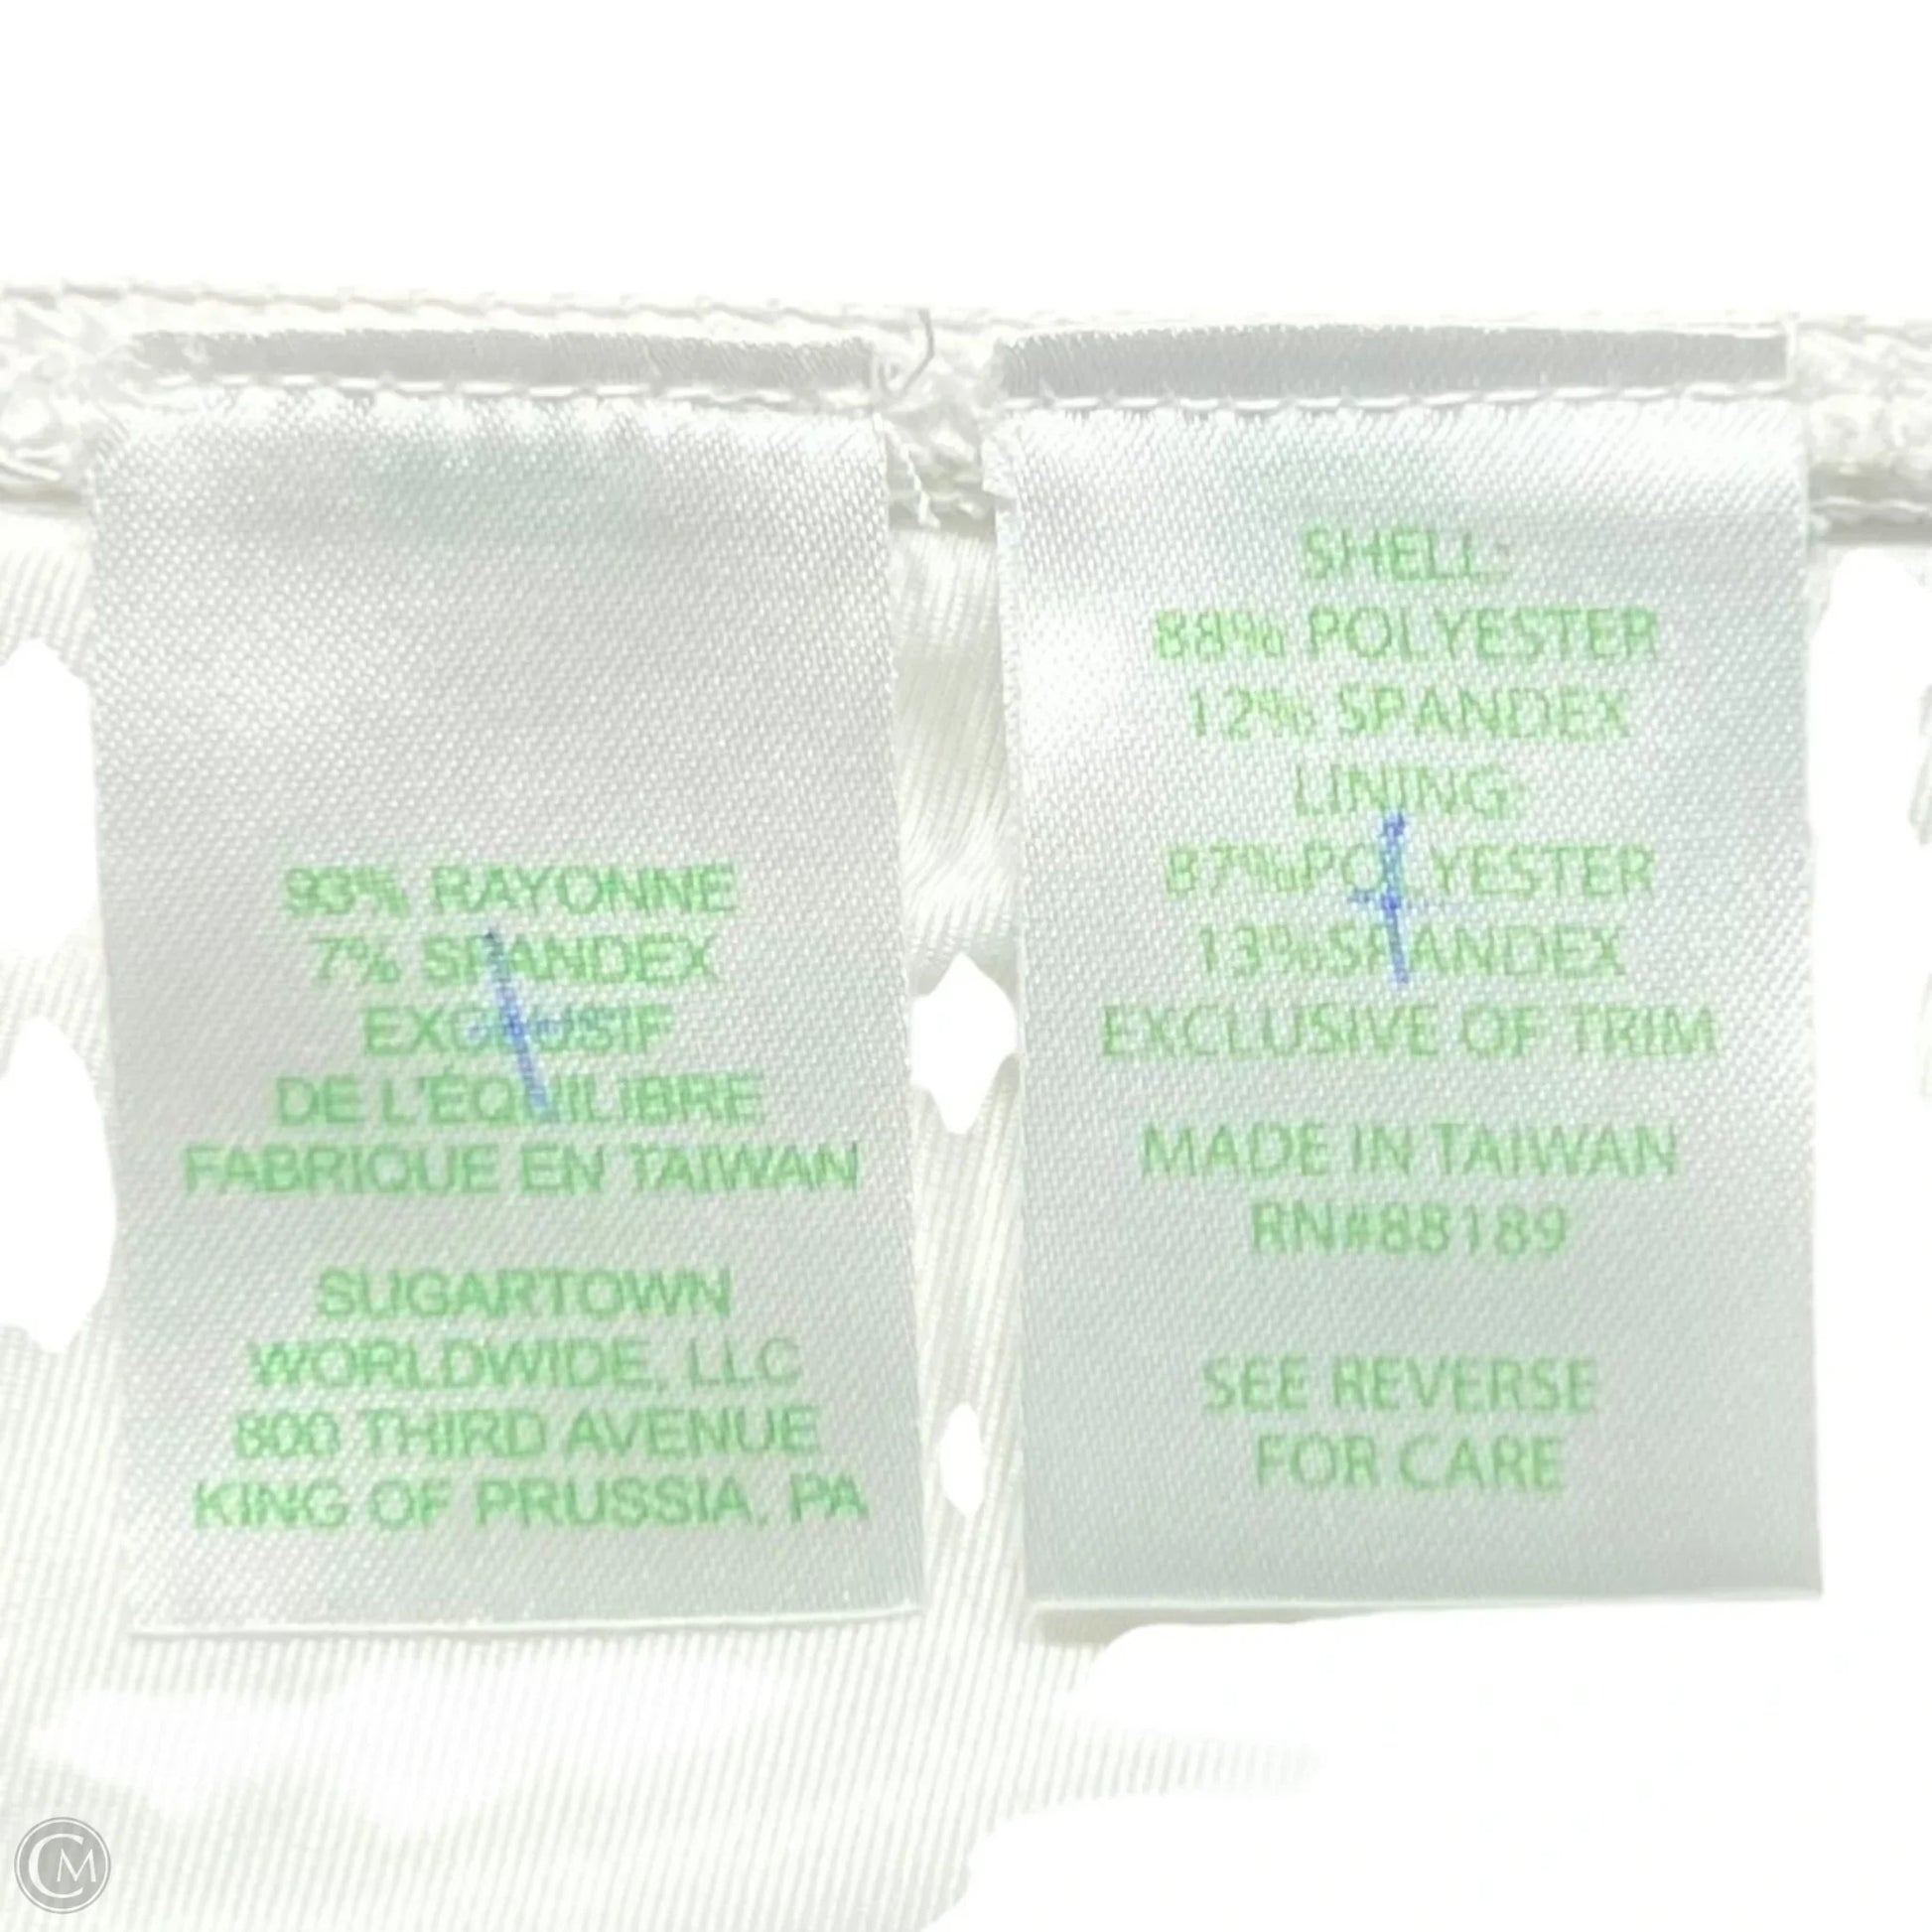 93% RAYONNE
7% SPANDEX
EXCLUSIF
DE L'ÉQUILIBRE
FABRIQUE EN TAIWAN
SUGARTOWN
WORLDWIDE, LLC
800 THIRD AVENUE
KING OF PRUSSIA, PA
SHELL:
88% POLYESTER
12% SPANDEX
LINING:
87%POLYESTER
13%SPANDEX
EXCLUSIVE OF TRIM
MADE IN TAIWAN
RN#88189
SEE REVERSE
FOR CARE
CM